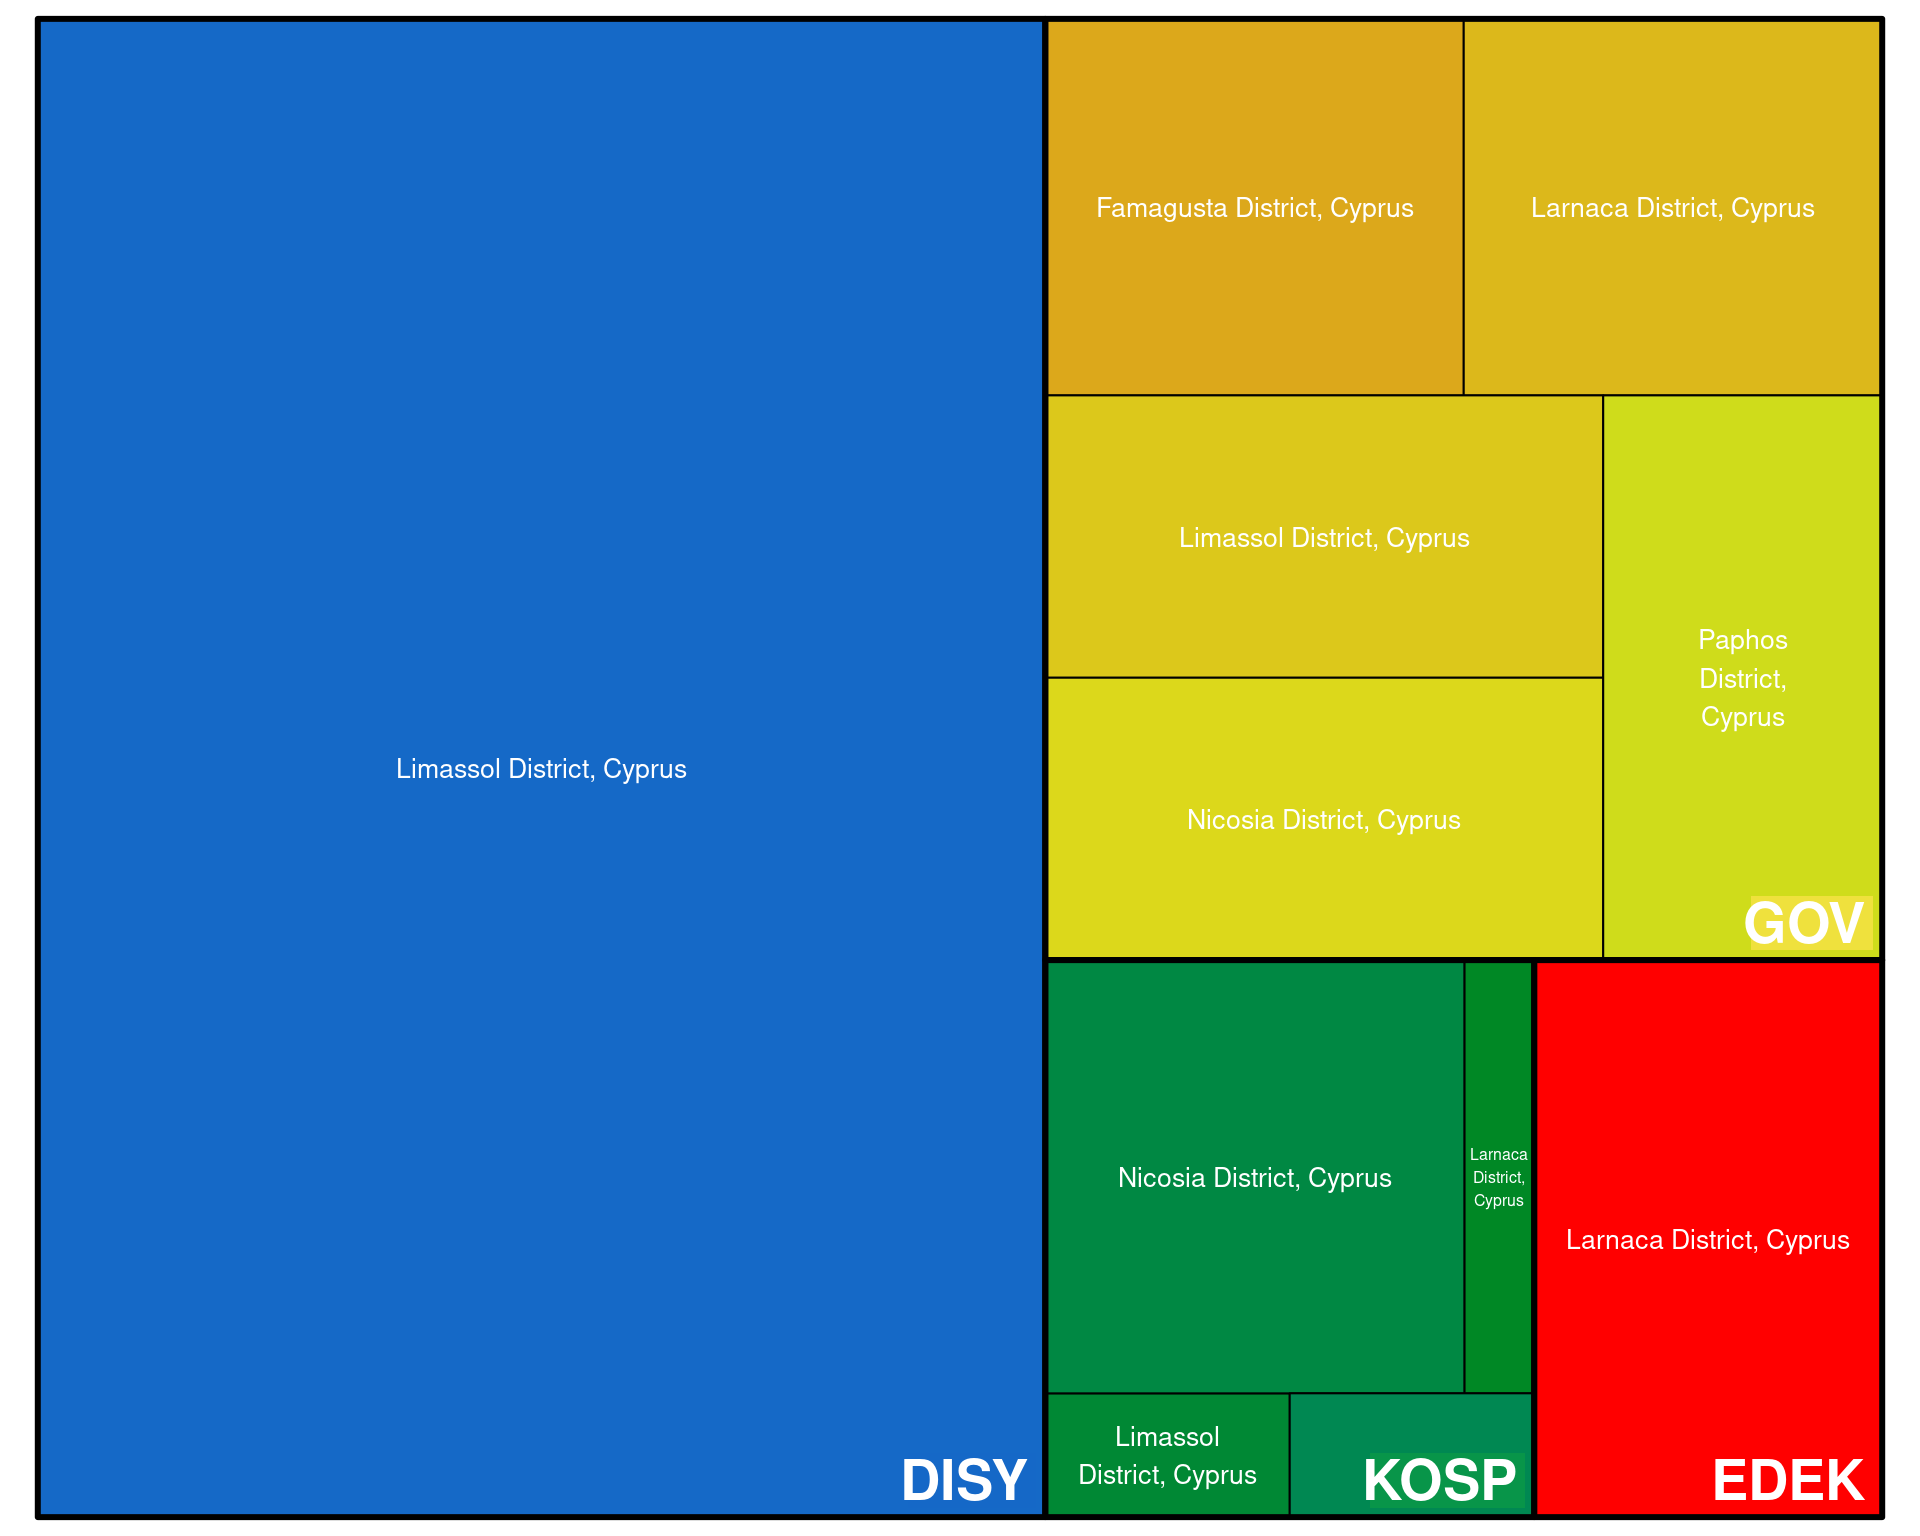 Limassol District, Cyprus
DISY
Famagusta District, Cyprus
Larnaca District, Cyprus
Limassol District, Cyprus
Nicosia District, Cyprus
Paphos
District,
Cyprus
GOV
Nicosia District, Cyprus
Larnaca
District,
Cyprus
Limassol
District, Cyprus
KOSP
Larnaca District, Cyprus
EDEK